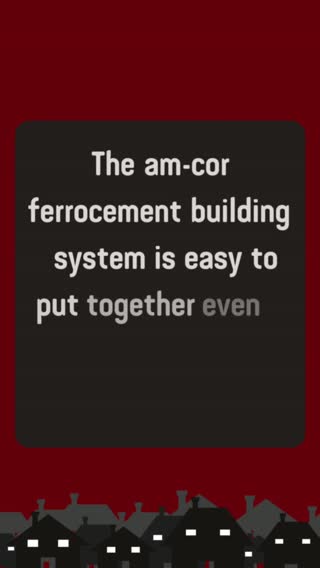 The am-cor
ferrocement building
system is easy to
put together even